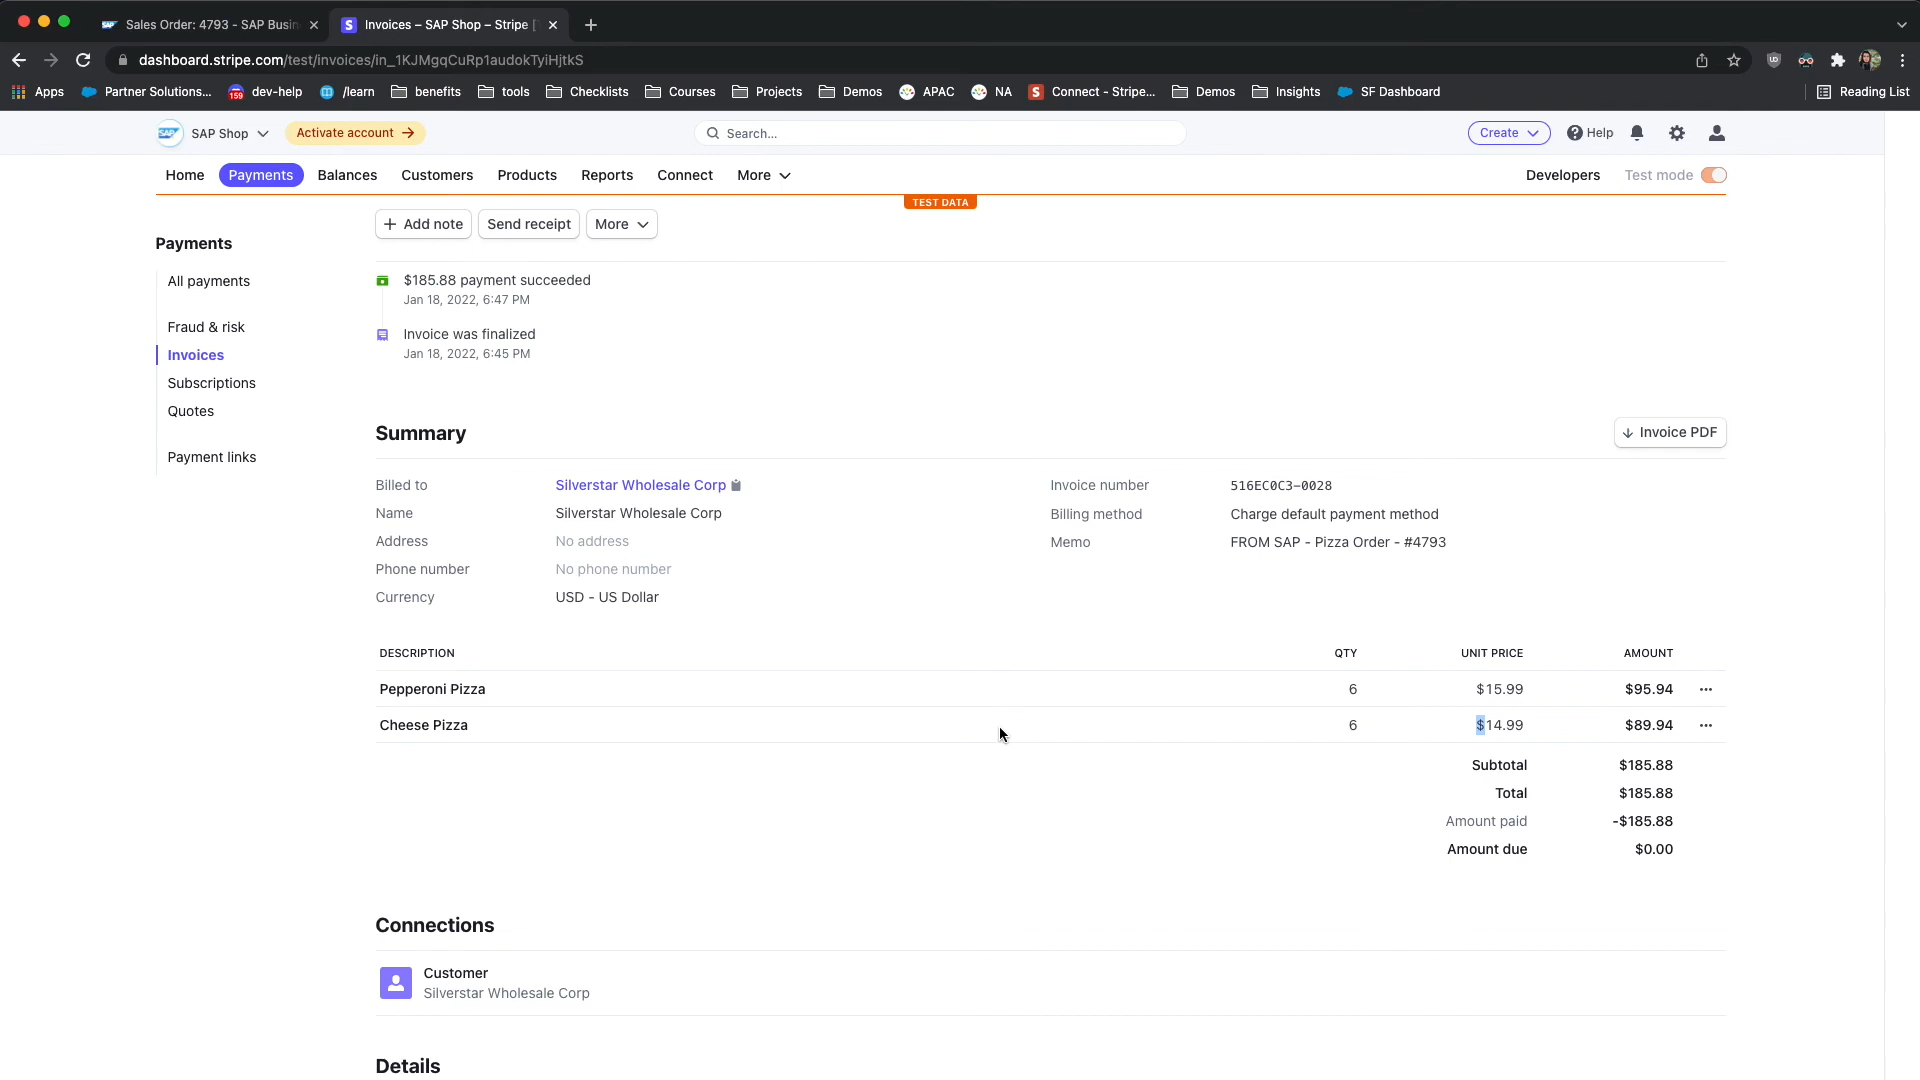 Sales Order: 4793 - SAP Busin
Invoices – SAP Shop – Stripe [
dashboard.stripe.com/test/invoices/in_1KJMgqCuRp1audokTyiHjtkS
Apps
Partner Solutions...
159
dev-help
/learn
benefits
tools
Checklists
Courses
Projects
Demos
APAC
NA
Connect - Stripe...
Demos
Insights
SF Dashboard
Reading List
SAP Shop
Activate account
Search...
Create
Help
Home
Payments
Balances
Customers
Products
Reports
Connect
More
Developers
Test mode
TEST DATA
Add note
Send receipt
More
Payments
All payments
Fraud & risk
Invoices
Subscriptions
Quotes
Payment links
$185.88 payment succeeded
Jan 18, 2022, 6:47 PM
Invoice was finalized
Jan 18, 2022, 6:45 PM
Summary
Invoice PDF
Billed to Silverstar Wholesale Corp
Name Silverstar Wholesale Corp
Address No address
Phone number No phone number
Currency USD - US Dollar
Invoice number 516EC0C3-0028
Billing method Charge default payment method
Memo FROM SAP - Pizza Order - #4793
DESCRIPTION QTY UNIT PRICE AMOUNT
Pepperoni Pizza 6 $15.99 $95.94
Cheese Pizza 6 $14.99 $89.94
Subtotal $185.88
Total $185.88
Amount paid -$185.88
Amount due $0.00
Connections
Customer
Silverstar Wholesale Corp
Details